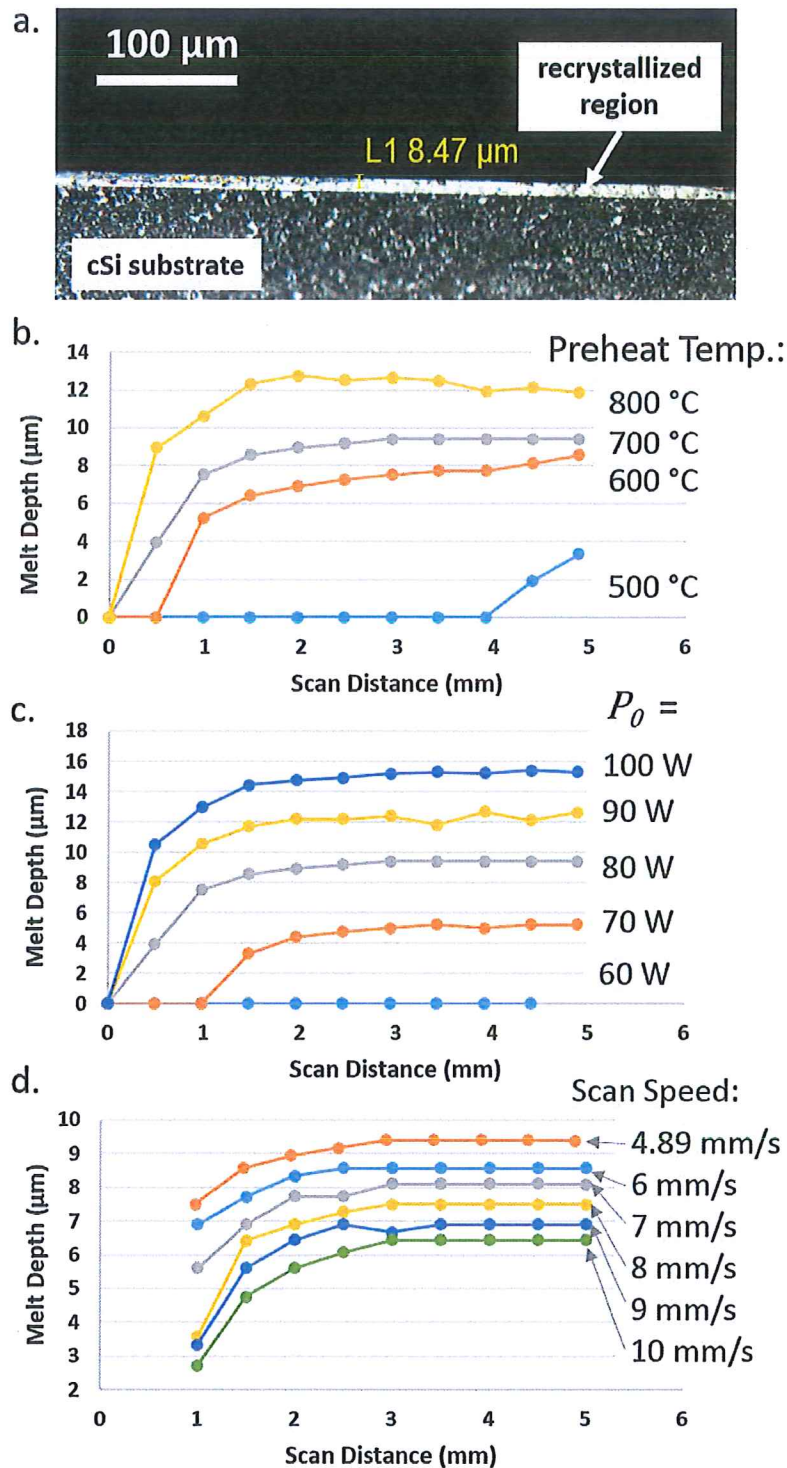 a.
100 µm
recrystallized
region
L1 8.47 µm
cSi substrate
b.
Preheat Temp.:
14
12
10
8
6
4
2
0
Melt Depth (µm)
800 °C
700 °C
600 °C
500 °C
0 1 2 3 4 5 6
Scan Distance (mm)
c.
P0 =
18
16
14
12
10
8
6
4
2
0
Melt Depth (µm)
100 W
90 W
80 W
70 W
60 W
0 1 2 3 4 5 6
Scan Distance (mm)
d.
Scan Speed:
10
9
8
7
6
5
4
3
2
Melt Depth (µm)
4.89 mm/s
6 mm/s
7 mm/s
8 mm/s
9 mm/s
10 mm/s
0 1 2 3 4 5 6
Scan Distance (mm)